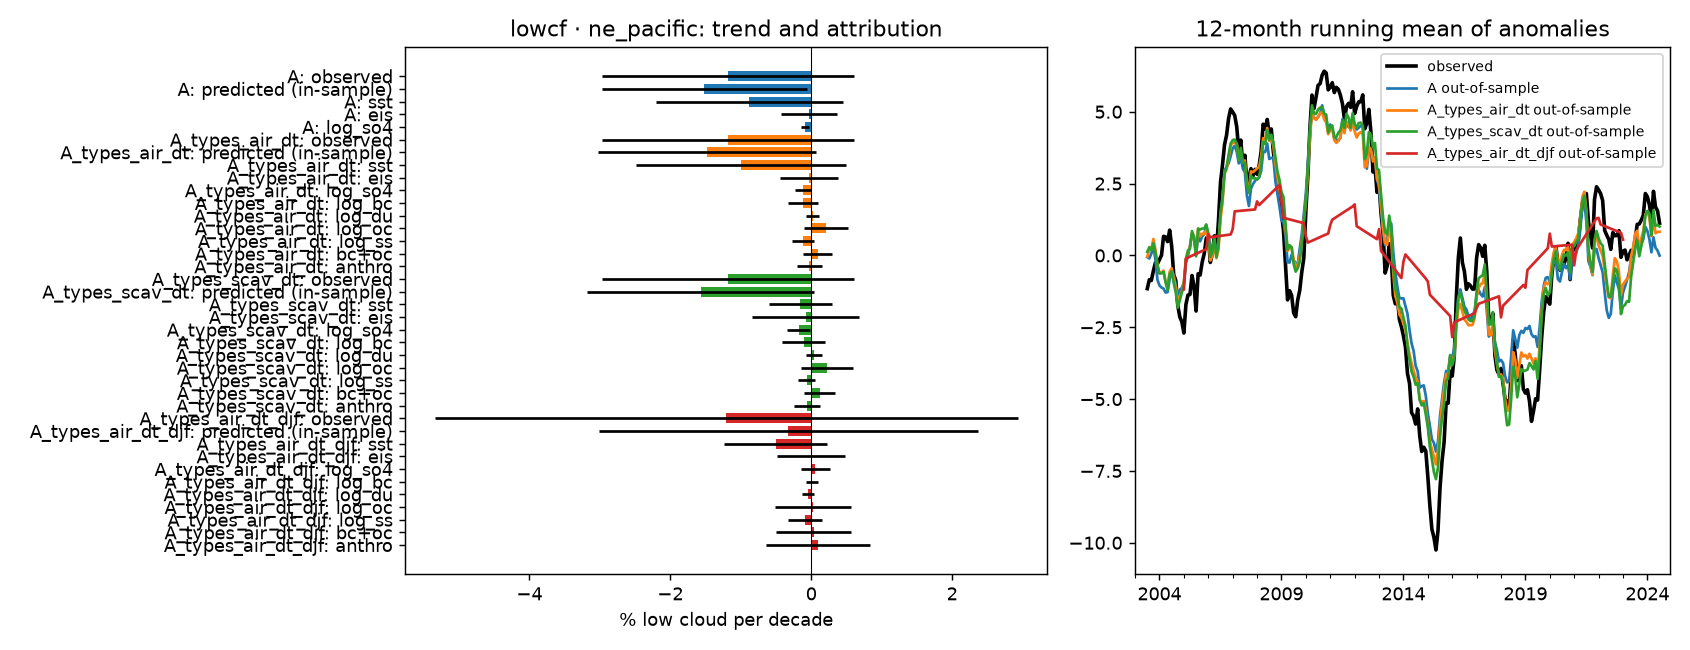 lowcf · ne_pacific: trend and attribution
A: observed
A: predicted (in-sample)
A: sst
A: eis
A: log_so4
A_types_air_dt: observed
A_types_air_dt: predicted (in-sample)
A_types_air_dt: sst
A_types_air_dt: eis
A_types_air_dt: log_so4
A_types_air_dt: log_bc
A_types_air_dt: log_du
A_types_air_dt: log_oc
A_types_air_dt: log_ss
A_types_air_dt: bc+oc
A_types_air_dt: anthro
A_types_scav_dt: observed
A_types_scav_dt: predicted (in-sample)
A_types_scav_dt: sst
A_types_scav_dt: eis
A_types_scav_dt: log_so4
A_types_scav_dt: log_bc
A_types_scav_dt: log_du
A_types_scav_dt: log_oc
A_types_scav_dt: log_ss
A_types_scav_dt: bc+oc
A_types_scav_dt: anthro
A_types_air_dt_djf: observed
A_types_air_dt_djf: predicted (in-sample)
A_types_air_dt_djf: sst
A_types_air_dt_djf: eis
A_types_air_dt_djf: log_so4
A_types_air_dt_djf: log_bc
A_types_air_dt_djf: log_du
A_types_air_dt_djf: log_oc
A_types_air_dt_djf: log_ss
A_types_air_dt_djf: bc+oc
A_types_air_dt_djf: anthro
−4 −2 0 2
% low cloud per decade
12-month running mean of anomalies
observed
A out-of-sample
A_types_air_dt out-of-sample
A_types_scav_dt out-of-sample
A_types_air_dt_djf out-of-sample
5.0
2.5
0.0
−2.5
−5.0
−7.5
−10.0
2004 2009 2014 2019 2024